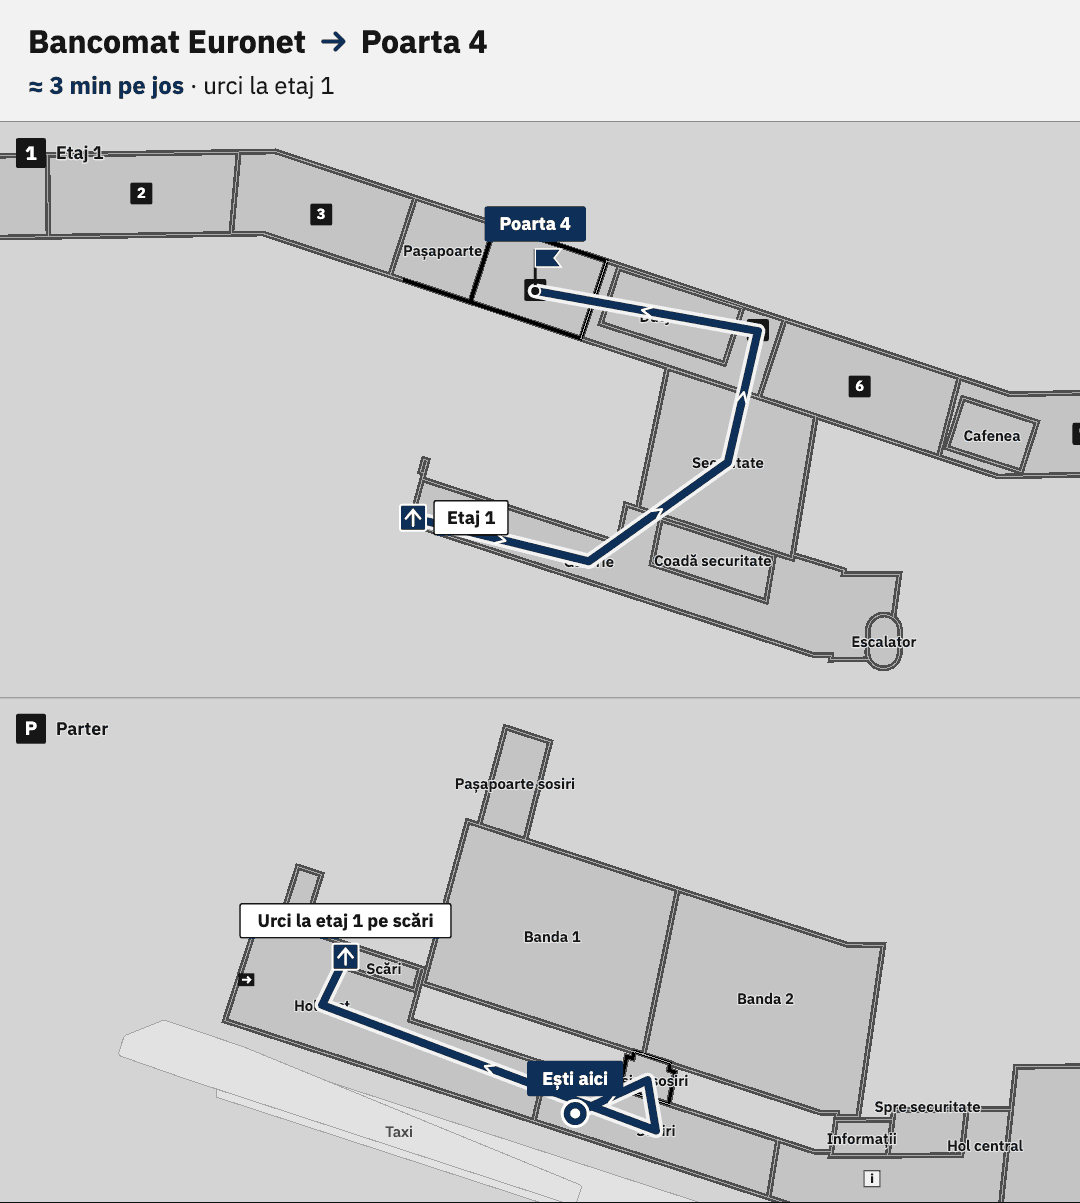 Bancomat Euronet → Poarta 4
≈ 3 min pe jos · urci la etaj 1
1 Etaj 1
2
3
Poarta 4
Pașapoarte
6
Cafenea
Etaj 1
Coadă securitate
Escalator
P Parter
Pașapoarte sosiri
Urci la etaj 1 pe scări
Banda 1
Scări
Banda 2
Ești aici
Spre securitate
Taxi
Informații
Hol central
i